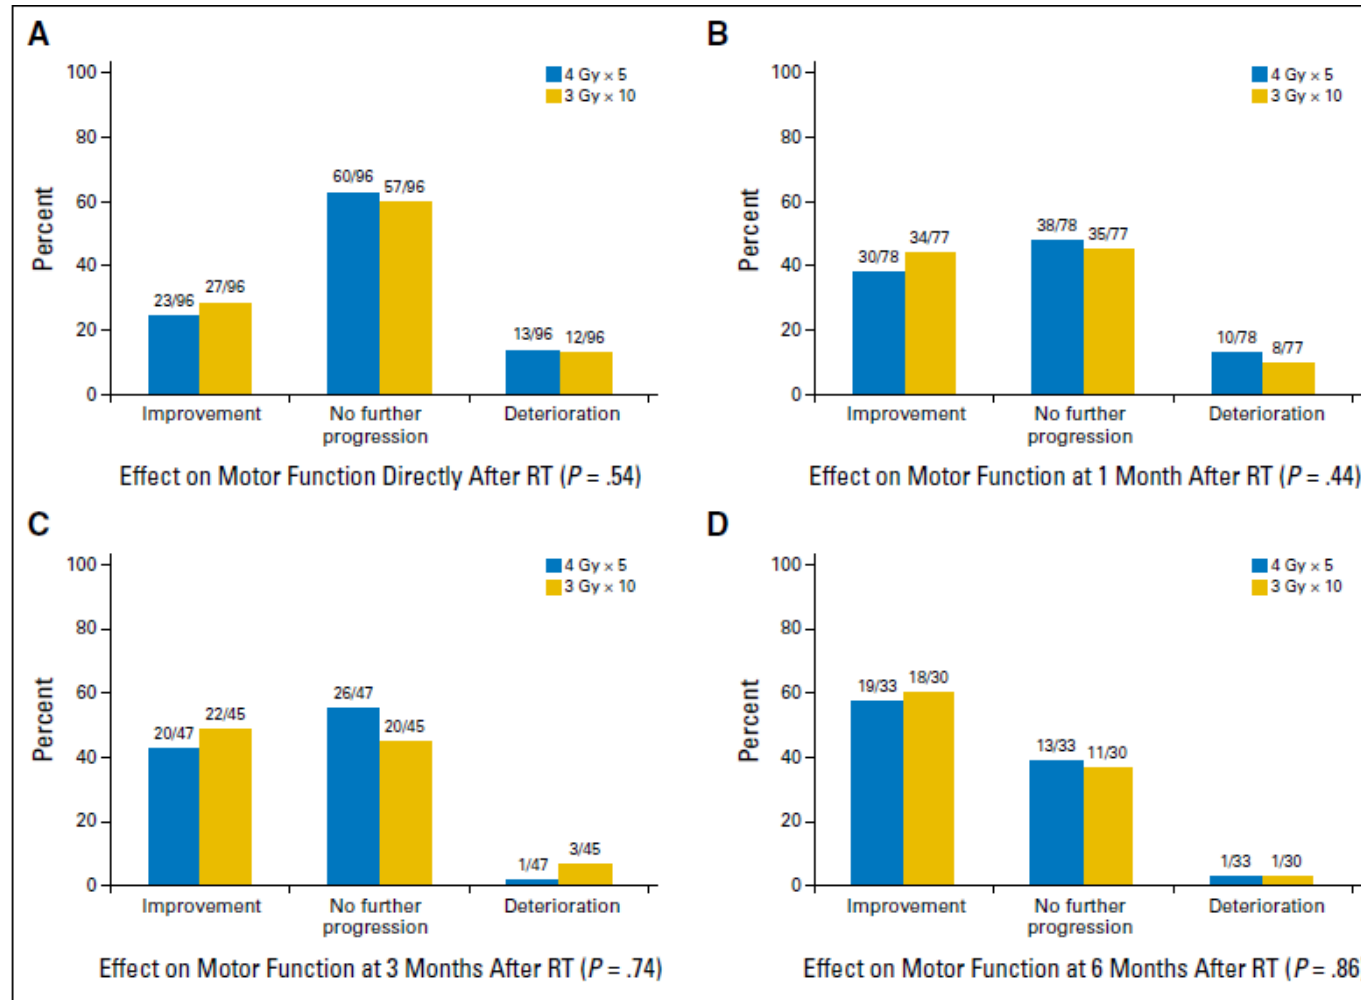 A
100
80
60
40
20
0
Percent
4 Gy × 5
3 Gy × 10
23/96
27/96
60/96
57/96
13/96
12/96
Improvement
No further
progression
Deterioration
Effect on Motor Function Directly After RT (P = .54)
B
100
80
60
40
20
0
Percent
4 Gy × 5
3 Gy × 10
30/78
34/77
38/78
35/77
10/78
8/77
Improvement
No further
progression
Deterioration
Effect on Motor Function at 1 Month After RT (P = .44)
C
100
80
60
40
20
0
Percent
4 Gy × 5
3 Gy × 10
20/47
22/45
26/47
20/45
1/47
3/45
Improvement
No further
progression
Deterioration
Effect on Motor Function at 3 Months After RT (P = .74)
D
100
80
60
40
20
0
Percent
4 Gy × 5
3 Gy × 10
19/33
18/30
13/33
11/30
1/33
1/30
Improvement
No further
progression
Deterioration
Effect on Motor Function at 6 Months After RT (P = .86